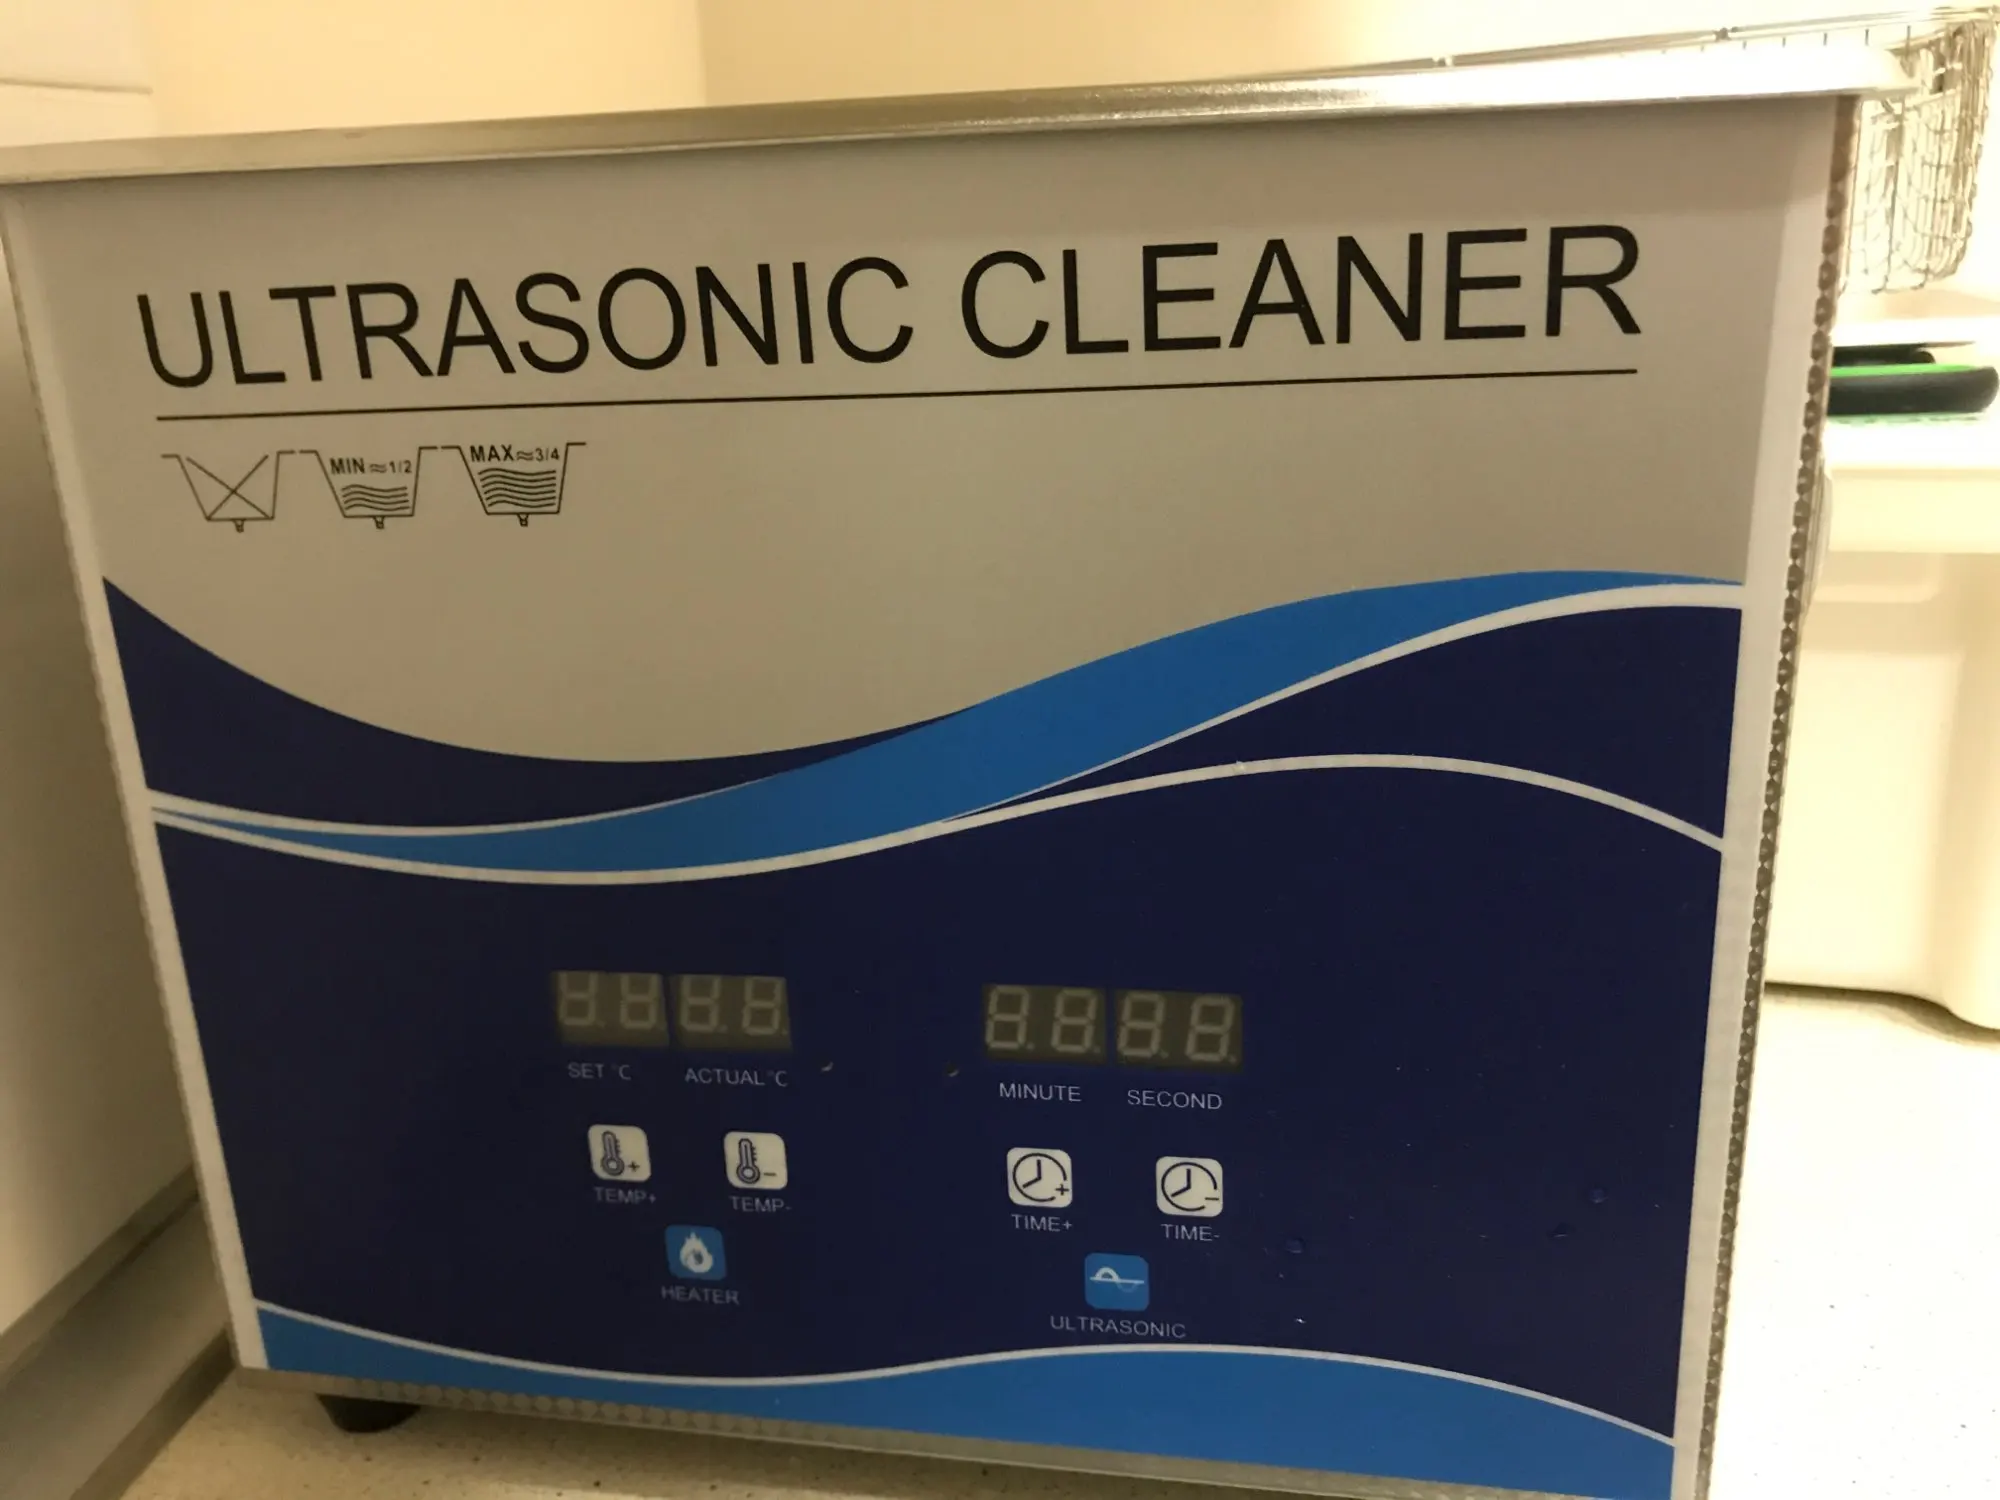 ULTRASONIC CLEANER
MIN≈1/2 MAX≈3/4
SET °C ACTUAL °C MINUTE SECOND
TEMP+ TEMP- TIME+ TIME-
HEATER ULTRASONIC